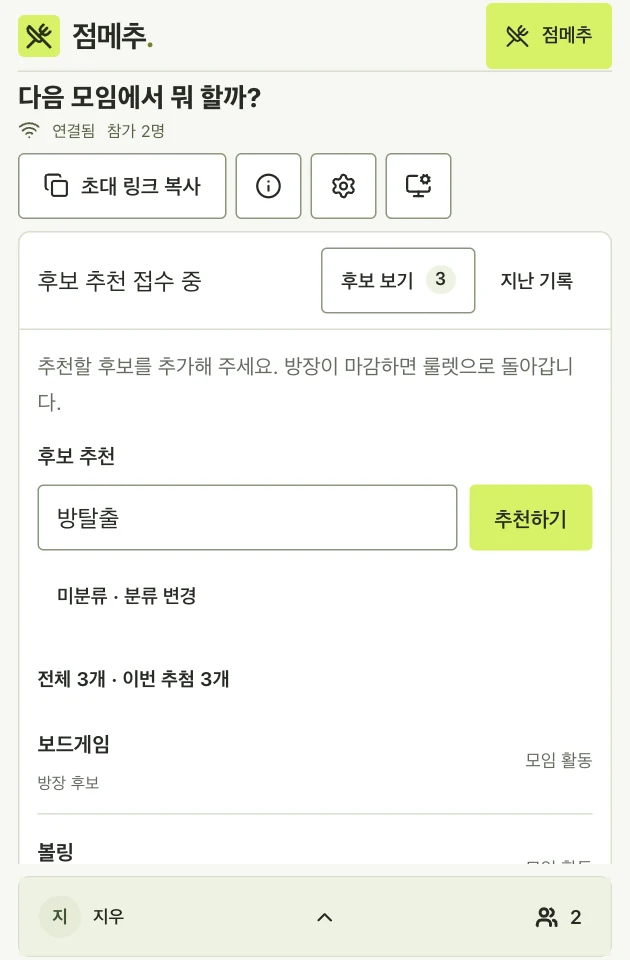 점메추.
점메추
다음 모임에서 뭐 할까?
연결됨 참가 2명
초대 링크 복사
후보 추천 접수 중
후보 보기 3
지난 기록
추천할 후보를 추가해 주세요. 방장이 마감하면 룰렛으로 돌아갑니
다.
후보 추천
방탈출
추천하기
미분류 · 분류 변경
전체 3개 · 이번 추첨 3개
보드게임
모임 활동
방장 후보
볼링
지 지우
2